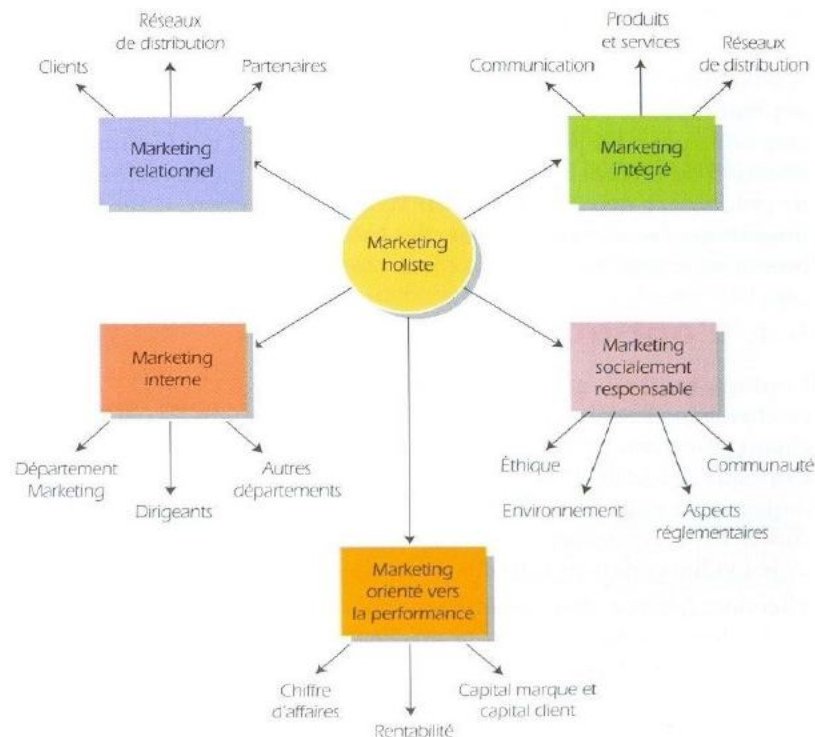 Réseaux
de distribution
Clients
Partenaires
Marketing
relationnel
Produits
et services
Communication
Réseaux
de distribution
Marketing
intégré
Marketing
holiste
Marketing
interne
Département
Marketing
Dirigeants
Autres
départements
Marketing
socialement
responsable
Éthique
Environnement
Aspects
réglementaires
Communauté
Marketing
orienté vers
la performance
Chiffre
d'affaires
Rentabilité
Capital marque et
capital client